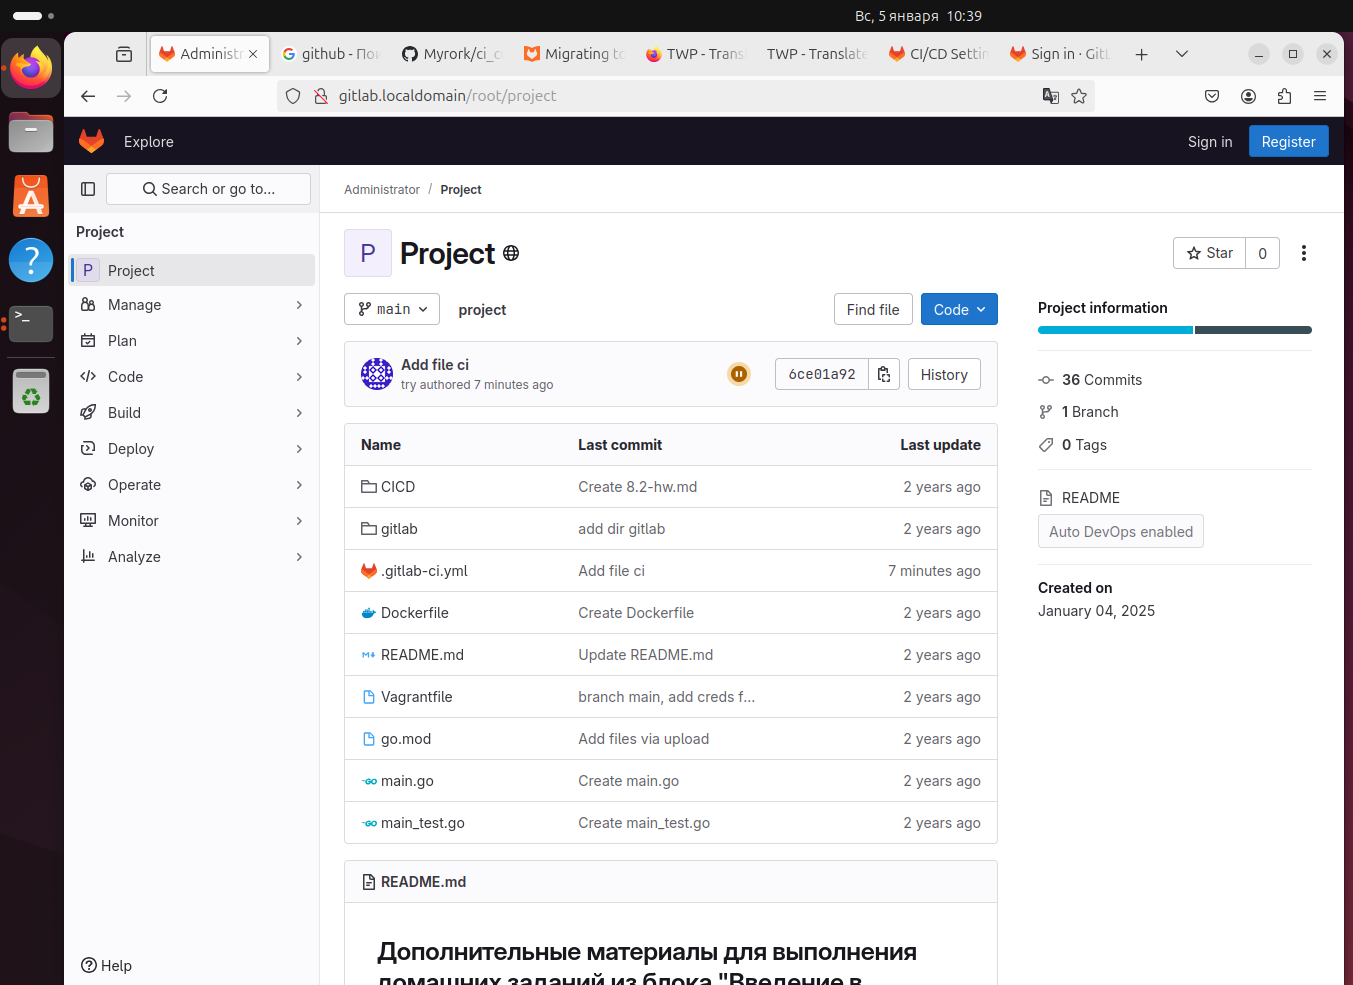 Вс, 5 января 10:39
Administr
github - По
Myrork/ci_c
Migrating to
TWP - Trans
TWP - Translate
CI/CD Settin
Sign in · GitL
gitlab.localdomain/root/project
Explore
Sign in
Register
Search or go to...
Administrator / Project
Project
P Project
P Project
Star 0
Manage
Plan
Code
Build
Deploy
Operate
Monitor
Analyze
Help
main
project
Find file
Code
Add file ci
try authored 7 minutes ago
6ce01a92
History
Name Last commit Last update
CICD Create 8.2-hw.md 2 years ago
gitlab add dir gitlab 2 years ago
.gitlab-ci.yml Add file ci 7 minutes ago
Dockerfile Create Dockerfile 2 years ago
README.md Update README.md 2 years ago
Vagrantfile branch main, add creds f... 2 years ago
go.mod Add files via upload 2 years ago
main.go Create main.go 2 years ago
main_test.go Create main_test.go 2 years ago
README.md
Дополнительные материалы для выполнения
домашних заданий из блока "Введение в
Project information
36 Commits
1 Branch
0 Tags
README
Auto DevOps enabled
Created on
January 04, 2025